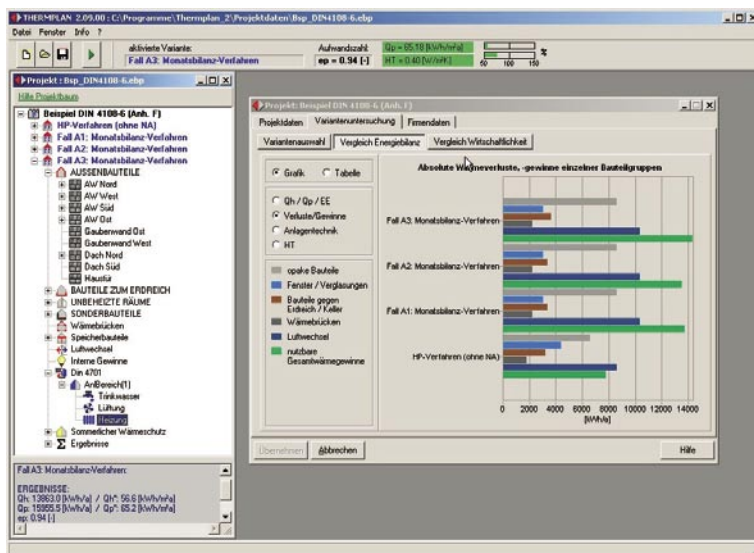 THERMPLAN 2.09.00 : C:\Programme\Thermplan_2\Projektdaten\Bsp_DIN4108-6.ebp
Datei Fenster Info ?
aktivierte Variante:
Fall A3: Monatsbilanz-Verfahren
Aufwandszahl:
ep = 0.94 [-]
Qp = 65.18 [kWh/m²a]
HT = 0.40 [W/m²K]
50 100 150
%
Projekt : Bsp_DIN4108-6.ebp
Hilfe Projektbaum
Beispiel DIN 4108-6 (Anh. F)
HP-Verfahren (ohne NA)
Fall A1: Monatsbilanz-Verfahren
Fall A2: Monatsbilanz-Verfahren
Fall A3: Monatsbilanz-Verfahren
AUSSENBAUTEILE
AW Nord
AW West
AW Süd
AW Ost
Gauberwand Ost
Gauberwand West
Dach Nord
Dach Süd
Haustür
BAUTEILE ZUM ERDREICH
UNBEHEIZTE RÄUME
SONDERBAUTEILE
Wärmebrücken
Speicherbauteile
Luftwechsel
Interne Gewinne
Din 4701
AnlBereich(1)
Trinkwasser
Lüftung
Heizung
Sommerlicher Wärmeschutz
Σ Ergebnisse
Fall A3: Monatsbilanz-Verfahren:
ERGEBNISSE:
Qh: 13863.0 [kWh/a] / Qh": 56.6 [kWh/m²a]
Qp: 15955.5 [kWh/a] / Qp": 65.2 [kWh/m²a]
ep: 0.94 [-]
Projekt: Beispiel DIN 4108-6 (Anh. F)
Projektdaten Variantenuntersuchung Firmendaten
Variantenauswahl Vergleich Energiebilanz Vergleich Wirtschaftlichkeit
Grafik Tabelle
Qh / Qp / EE
Verluste/Gewinne
Anlagentechnik
HT
opake Bauteile
Fenster / Verglasungen
Bauteile gegen
Erdreich / Keller
Wärmebrücken
Luftwechsel
nutzbare
Gesamtwärmegewinne
Absolute Wärmeverluste, -gewinne einzelner Bauteilgruppen
Fall A3: Monatsbilanz-Verfahren
Fall A2: Monatsbilanz-Verfahren
Fall A1: Monatsbilanz-Verfahren
HP-Verfahren (ohne NA)
0 2000 4000 6000 8000 10000 12000 14000
[kWh/a]
Übernehmen Abbrechen Hilfe